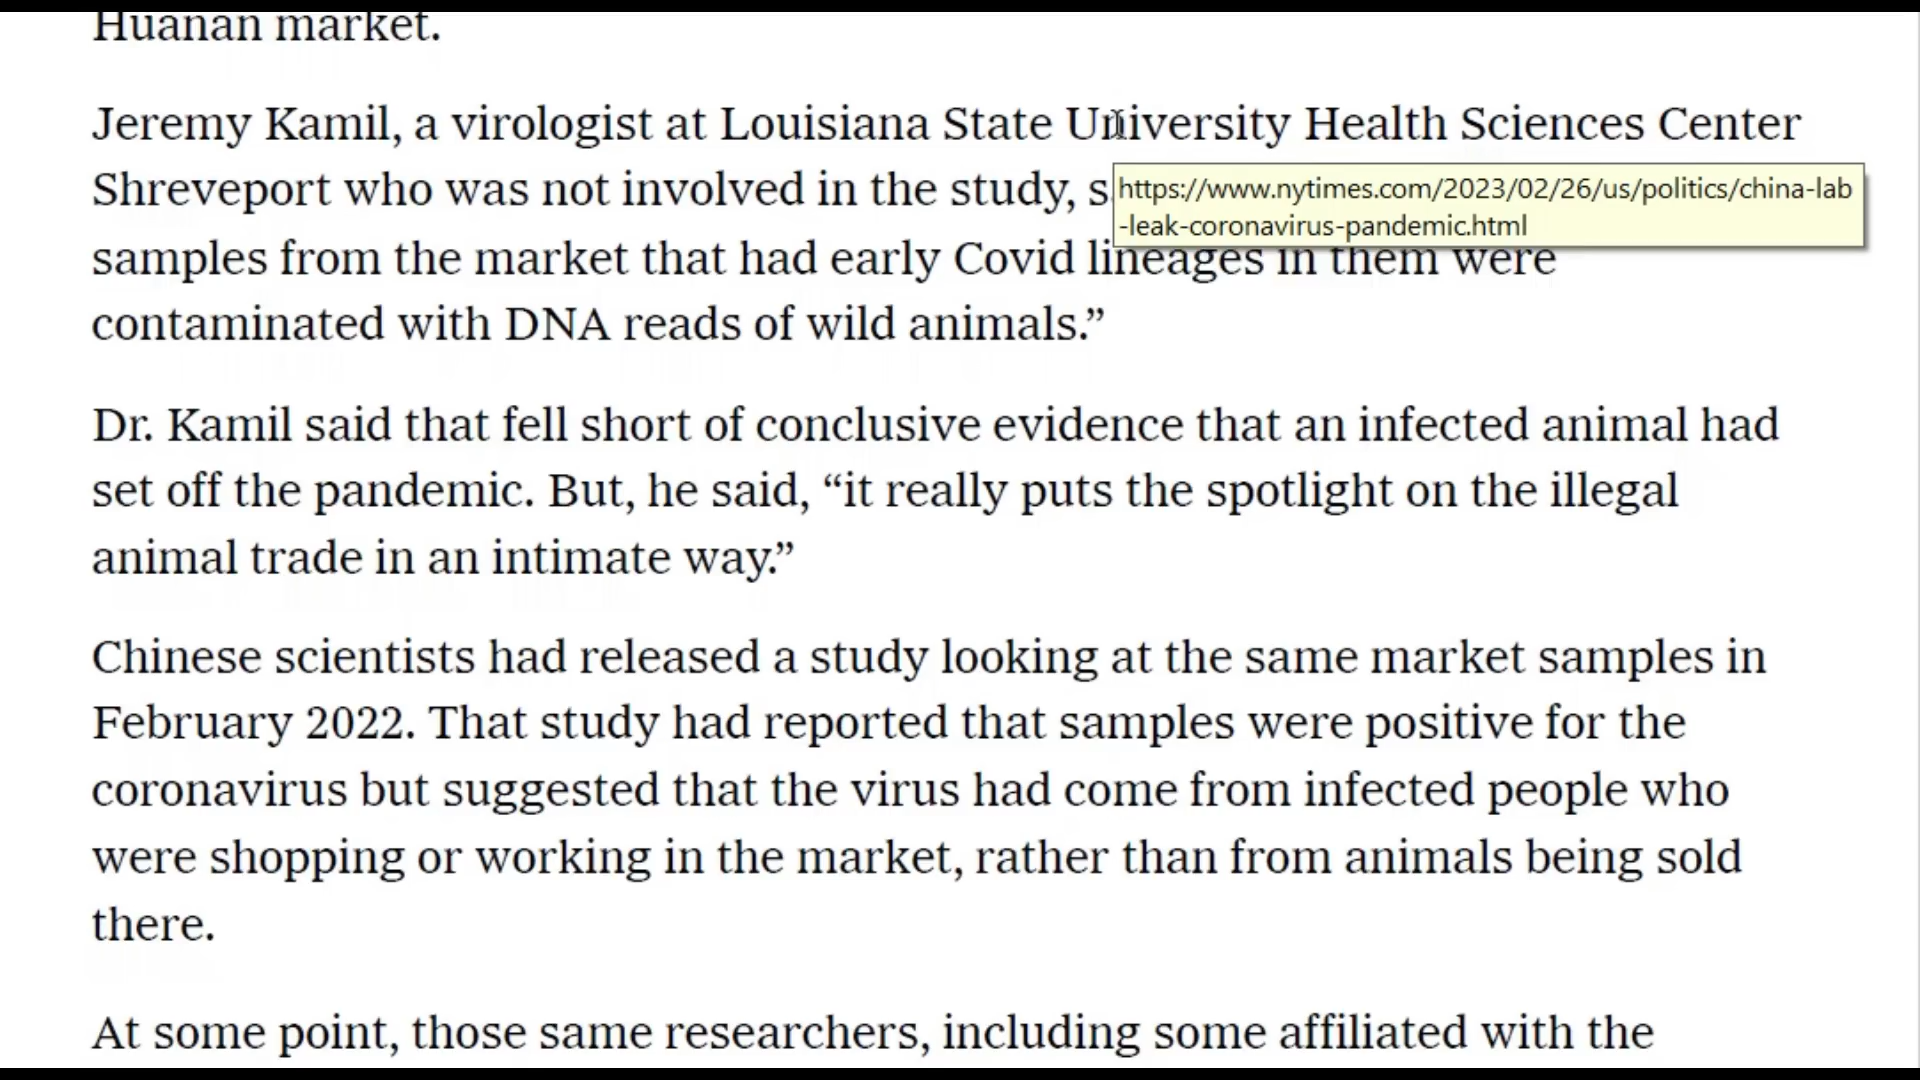 Huanan market.
Jeremy Kamil, a virologist at Louisiana State University Health Sciences Center
Shreveport who was not involved in the study, s
https://www.nytimes.com/2023/02/26/us/politics/china-lab
-leak-coronavirus-pandemic.html
samples from the market that had early Covid lineages in them were
contaminated with DNA reads of wild animals.”
Dr. Kamil said that fell short of conclusive evidence that an infected animal had
set off the pandemic. But, he said, “it really puts the spotlight on the illegal
animal trade in an intimate way.”
Chinese scientists had released a study looking at the same market samples in
February 2022. That study had reported that samples were positive for the
coronavirus but suggested that the virus had come from infected people who
were shopping or working in the market, rather than from animals being sold
there.
At some point, those same researchers, including some affiliated with the